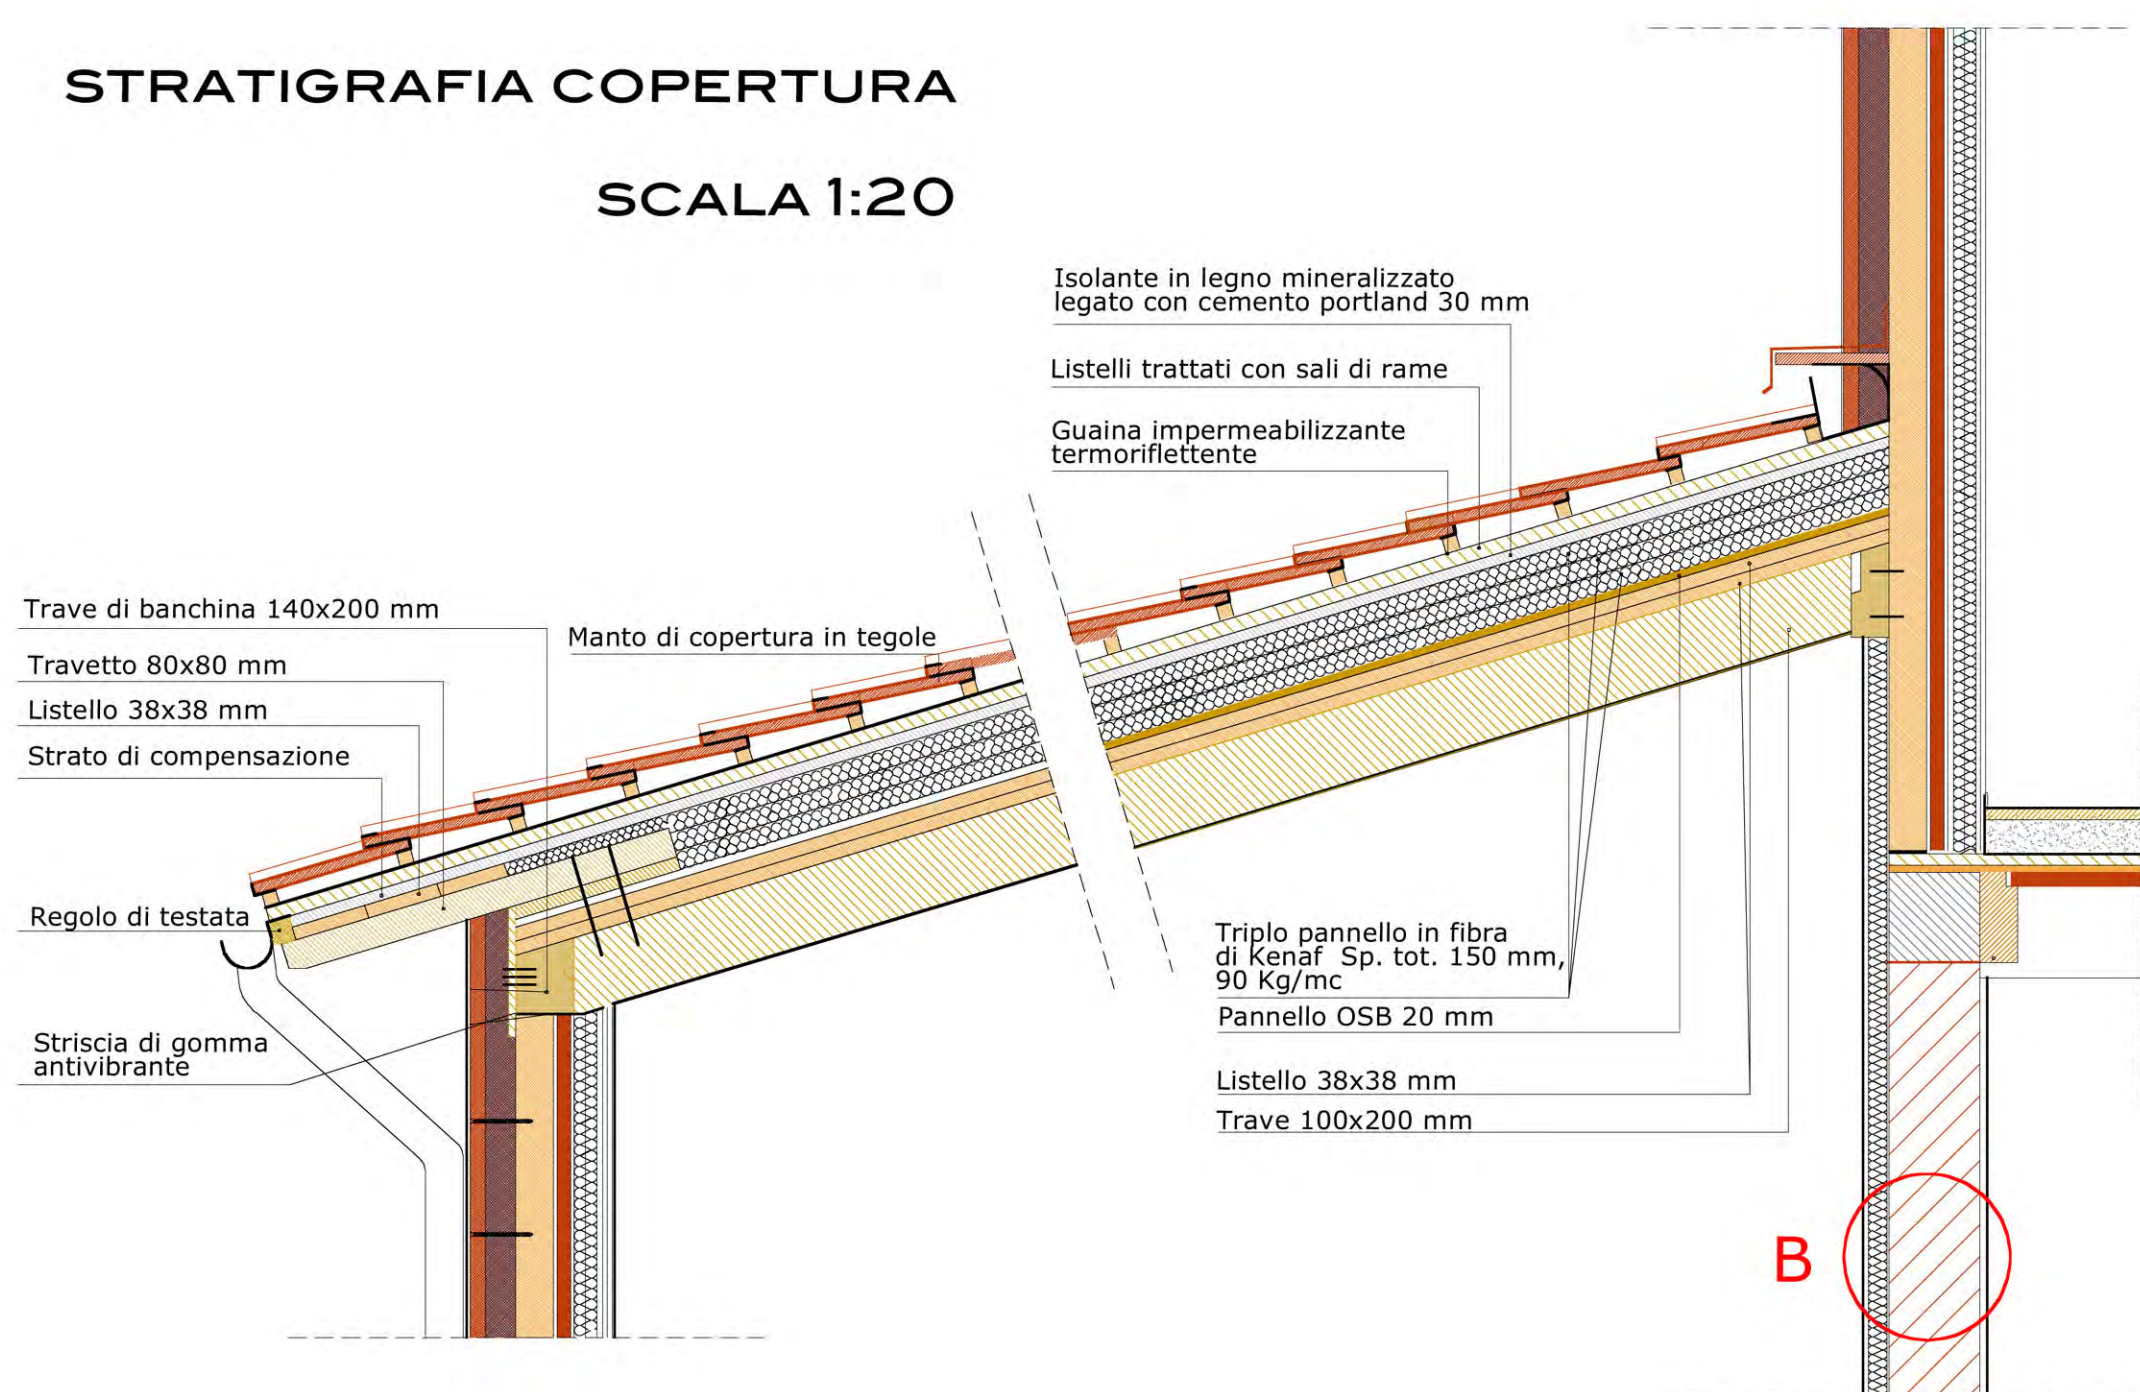 STRATIGRAFIA COPERTURA
SCALA 1:20
Isolante in legno mineralizzato
legato con cemento portland 30 mm
Listelli trattati con sali di rame
Guaina impermeabilizzante
termoriflettente
Trave di banchina 140x200 mm
Travetto 80x80 mm
Listello 38x38 mm
Strato di compensazione
Manto di copertura in tegole
Regolo di testata
Striscia di gomma
antivibrante
Triplo pannello in fibra
di Kenaf Sp. tot. 150 mm,
90 Kg/mc
Pannello OSB 20 mm
Listello 38x38 mm
Trave 100x200 mm
B